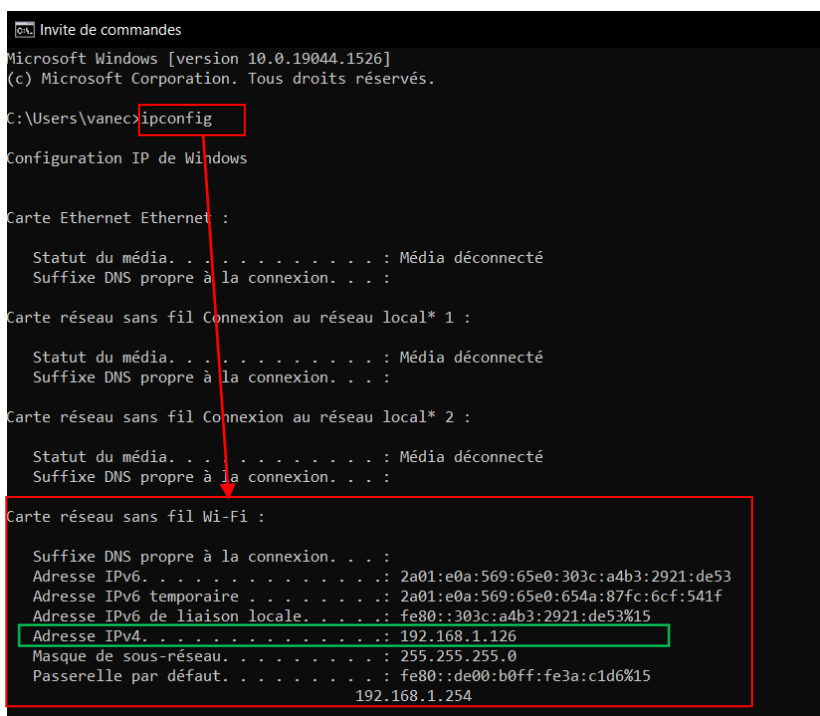 Invite de commandes
Microsoft Windows [version 10.0.19044.1526]
(c) Microsoft Corporation. Tous droits réservés.
C:\Users\vanec>ipconfig
Configuration IP de Windows
Carte Ethernet Ethernet :
Statut du média. . . . . . . . . . . . : Média déconnecté
Suffixe DNS propre à la connexion. . . :
Carte réseau sans fil Connexion au réseau local* 1 :
Statut du média. . . . . . . . . . . . : Média déconnecté
Suffixe DNS propre à la connexion. . . :
Carte réseau sans fil Connexion au réseau local* 2 :
Statut du média. . . . . . . . . . . . : Média déconnecté
Suffixe DNS propre à la connexion. . . :
Carte réseau sans fil Wi-Fi :
Suffixe DNS propre à la connexion. . . :
Adresse IPv6. . . . . . . . . . . . . .: 2a01:e0a:569:65e0:303c:a4b3:2921:de53
Adresse IPv6 temporaire . . . . . . . .: 2a01:e0a:569:65e0:654a:87fc:6cf:541f
Adresse IPv6 de liaison locale. . . . .: fe80::303c:a4b3:2921:de53%15
Adresse IPv4. . . . . . . . . . . . . .: 192.168.1.126
Masque de sous-réseau. . . . . . . . . : 255.255.255.0
Passerelle par défaut. . . . . . . . . : fe80::de00:b0ff:fe3a:c1d6%15
192.168.1.254